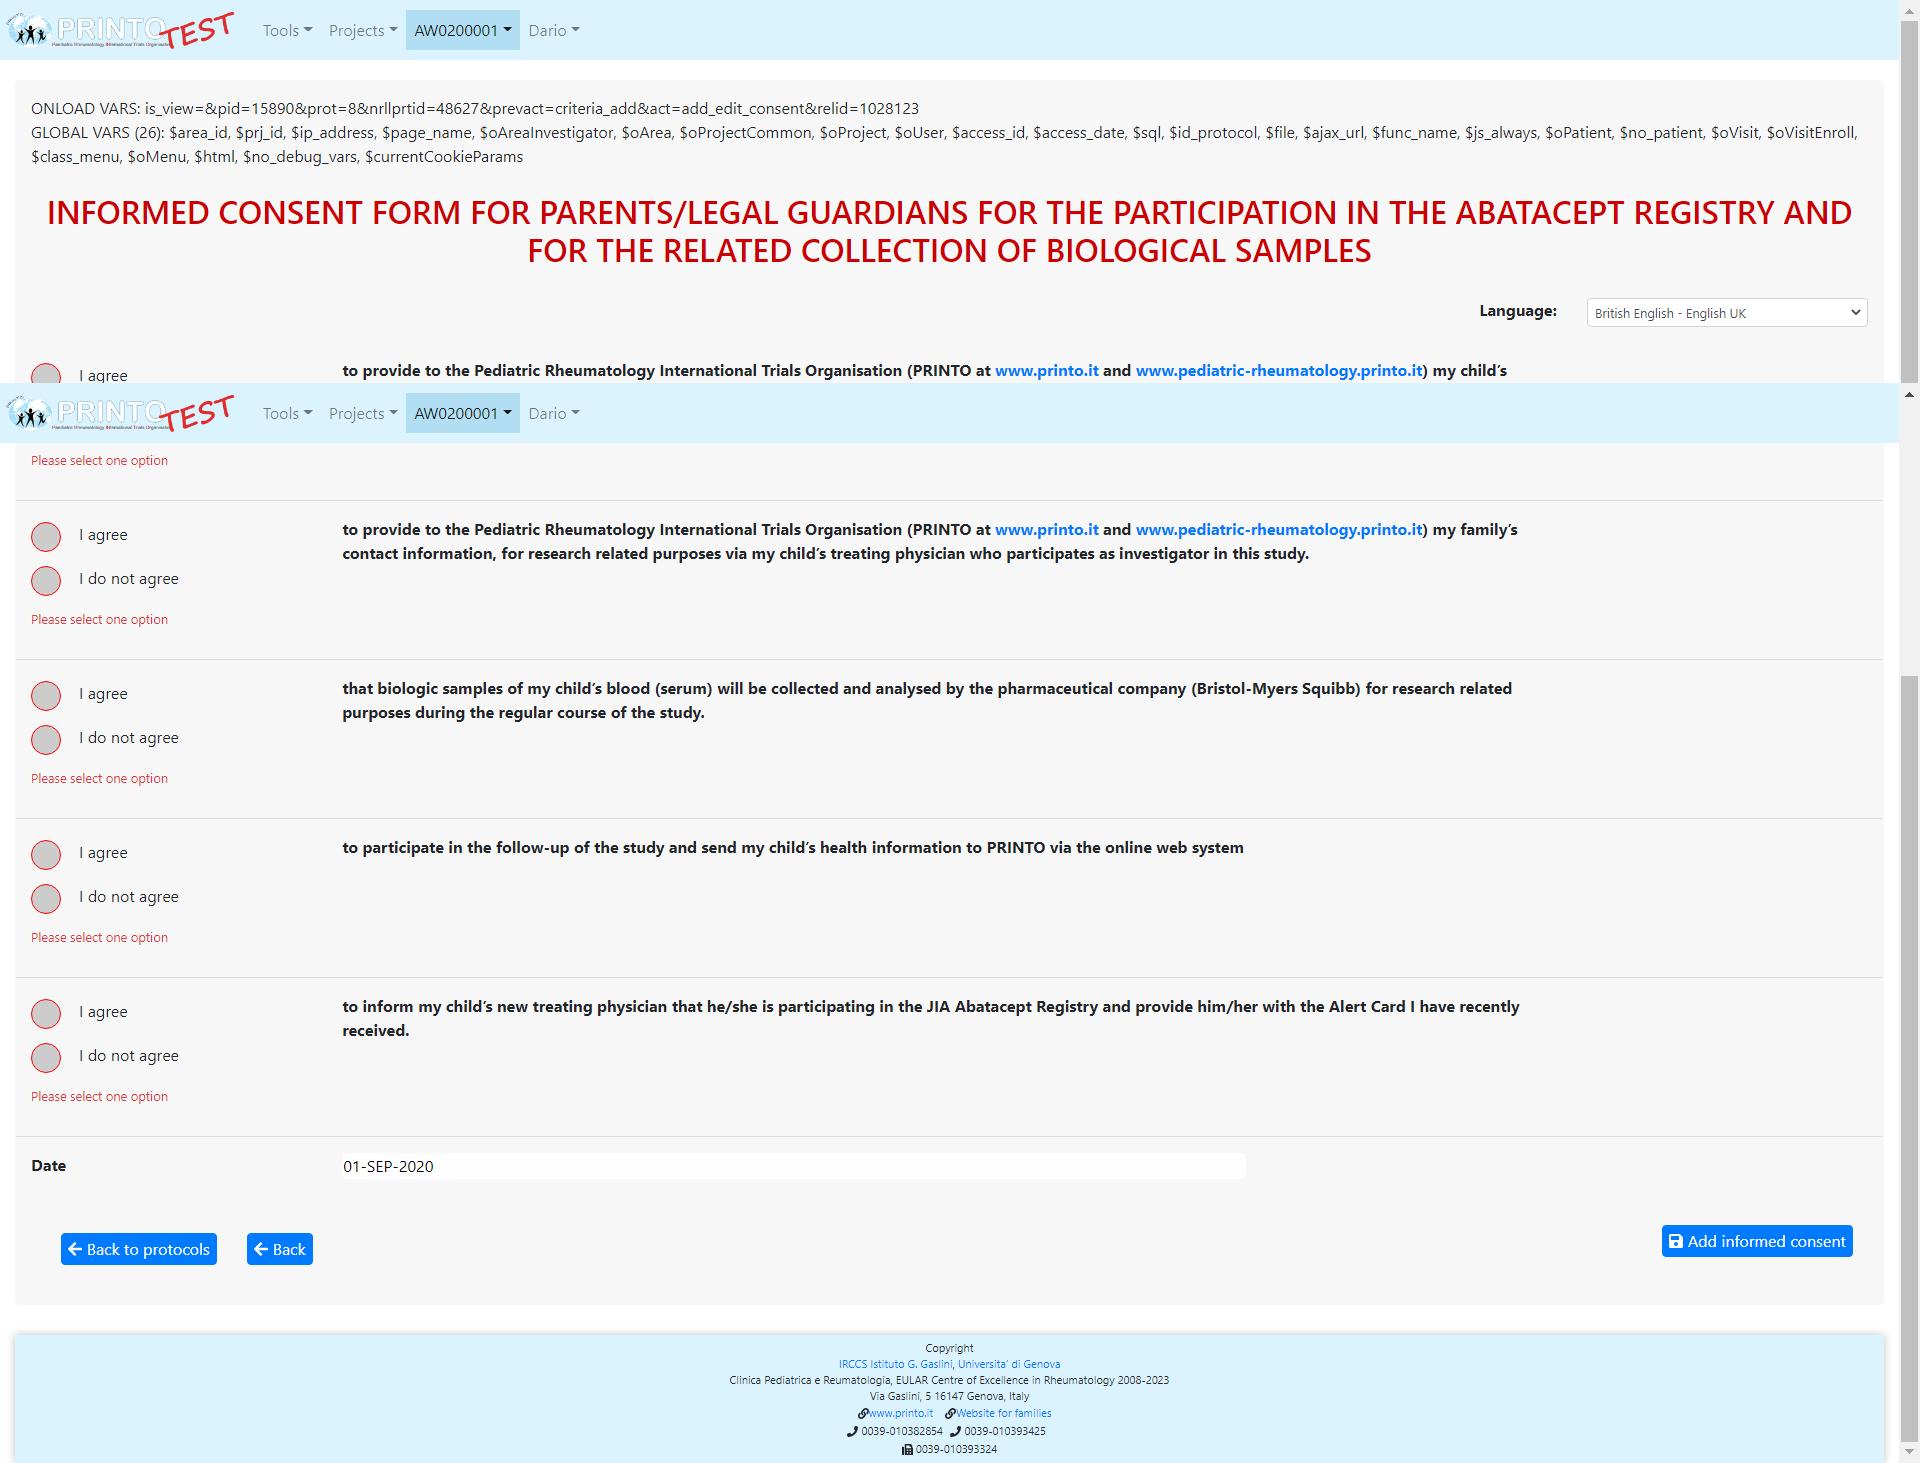 PRINTO TEST
Paediatric Rheumatology International Trials Organisation
Tools Projects AW0200001 Dario
ONLOAD VARS: is_view=&pid=15890&prot=8&nrllprtid=48627&prevact=criteria_add&act=add_edit_consent&relid=1028123
GLOBAL VARS (26): $area_id, $prj_id, $ip_address, $page_name, $oAreaInvestigator, $oArea, $oProjectCommon, $oProject, $oUser, $access_id, $access_date, $sql, $id_protocol, $file, $ajax_url, $func_name, $js_always, $oPatient, $no_patient, $oVisit, $oVisitEnroll,
$class_menu, $oMenu, $html, $no_debug_vars, $currentCookieParams
INFORMED CONSENT FORM FOR PARENTS/LEGAL GUARDIANS FOR THE PARTICIPATION IN THE ABATACEPT REGISTRY AND
FOR THE RELATED COLLECTION OF BIOLOGICAL SAMPLES
Language: British English - English UK
I agree
to provide to the Pediatric Rheumatology International Trials Organisation (PRINTO at www.printo.it and www.pediatric-rheumatology.printo.it) my child’s
PRINTO TEST
Paediatric Rheumatology International Trials Organisation
Tools Projects AW0200001 Dario
Please select one option
I agree
I do not agree
Please select one option
to provide to the Pediatric Rheumatology International Trials Organisation (PRINTO at www.printo.it and www.pediatric-rheumatology.printo.it) my family’s
contact information, for research related purposes via my child’s treating physician who participates as investigator in this study.
I agree
I do not agree
Please select one option
that biologic samples of my child’s blood (serum) will be collected and analysed by the pharmaceutical company (Bristol-Myers Squibb) for research related
purposes during the regular course of the study.
I agree
I do not agree
Please select one option
to participate in the follow-up of the study and send my child’s health information to PRINTO via the online web system
I agree
I do not agree
Please select one option
to inform my child’s new treating physician that he/she is participating in the JIA Abatacept Registry and provide him/her with the Alert Card I have recently
received.
Date 01-SEP-2020
Back to protocols Back Add informed consent
Copyright
IRCCS Istituto G. Gaslini, Universita' di Genova
Clinica Pediatrica e Reumatologia, EULAR Centre of Excellence in Rheumatology 2008-2023
Via Gaslini, 5 16147 Genova, Italy
www.printo.it Website for families
0039-010382854 0039-010393425
0039-010393324